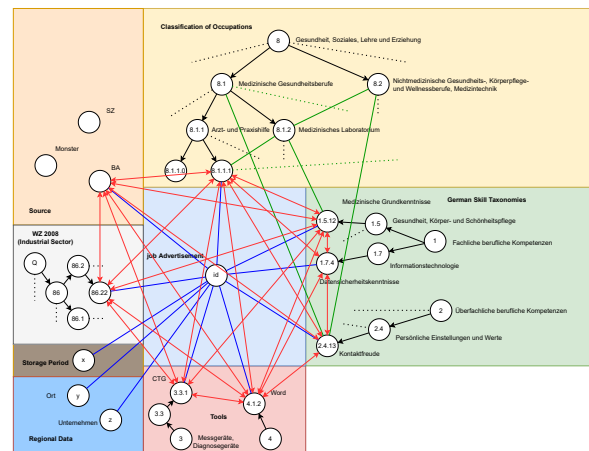 Classification of Occupations
8
Gesundheit, Soziales, Lehre und Erziehung
8.1
Medizinische Gesundheitsberufe
8.2
Nichtmedizinische Gesundheits-, Körperpflege-
und Wellnessberufe, Medizintechnik
8.1.1
Arzt- und Praxishilfe
8.1.2
Medizinisches Laboratorium
8.1.1.0
8.1.1.1
SZ
Monster
BA
Source
WZ 2008
(Industrial Sector)
Q
86.2
86
86.22
86.1
job Advertisement
id
German Skill Taxonomies
Medizinische Grundkenntnisse
1.5.12
1.5
Gesundheit, Körper- und Schönheitspflege
1
Fachliche berufliche Kompetenzen
1.7
Informationstechnologie
1.7.4
Datensicherheitskenntnisse
2
Überfachliche berufliche Kompetenzen
2.4
Persönliche Einstellungen und Werte
2.4.13
Kontaktfreude
Storage Period
x
Ort
y
Unternehmen
z
Regional Data
CTG
3.3.1
3.3
3
Messgeräte,
Diagnosegeräte
Tools
Word
4.1.2
4